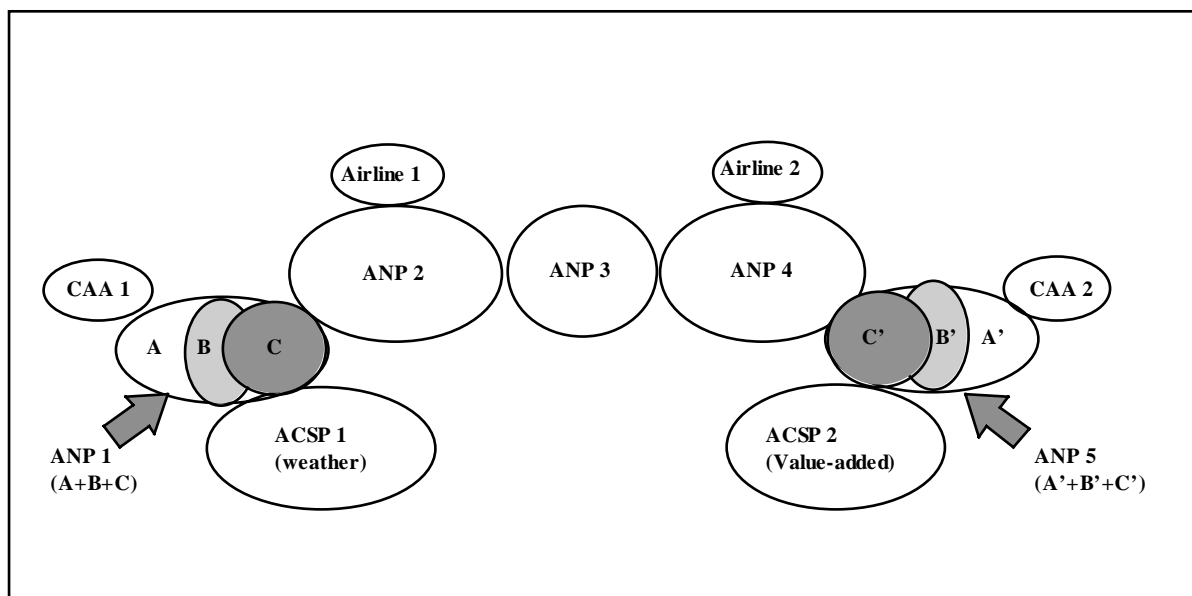 Airline 1
Airline 2
ANP 2
ANP 3
ANP 4
CAA 1
CAA 2
A
B
C
C’
B’
A’
ACSP 1
(weather)
ACSP 2
(Value-added)
ANP 1
(A+B+C)
ANP 5
(A’+B’+C’)